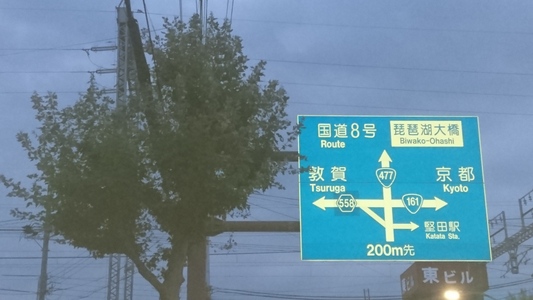 国道8号 琵琶湖大橋
Route Biwako-Ohashi
敦賀 477 京都
Tsuruga Kyoto
558 161
堅田駅
Katata Sta.
200m先
東ビル